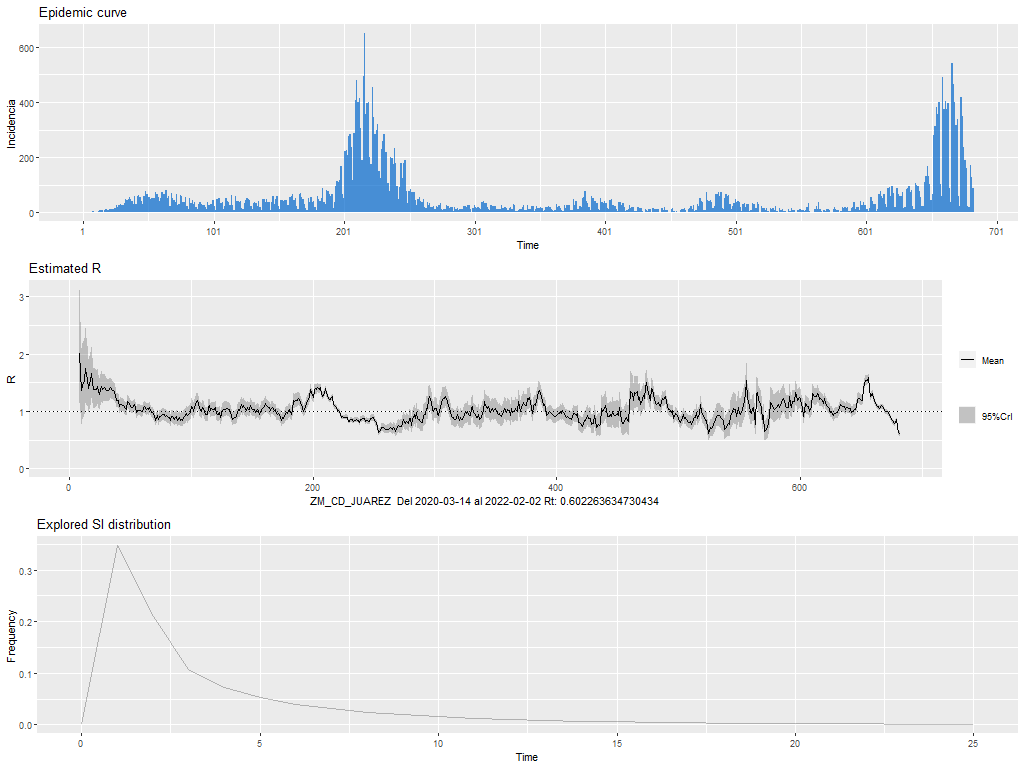 Epidemic curve
600
400
200
0
Incidencia
1 101 201 301 401 501 601 701
Time
Estimated R
3
2
1
0
R
Mean
95%CrI
0 200 400 600
ZM_CD_JUAREZ Del 2020-03-14 al 2022-02-02 Rt: 0.602263634730434
Explored SI distribution
0.3
0.2
0.1
0.0
Frequency
0 5 10 15 20 25
Time